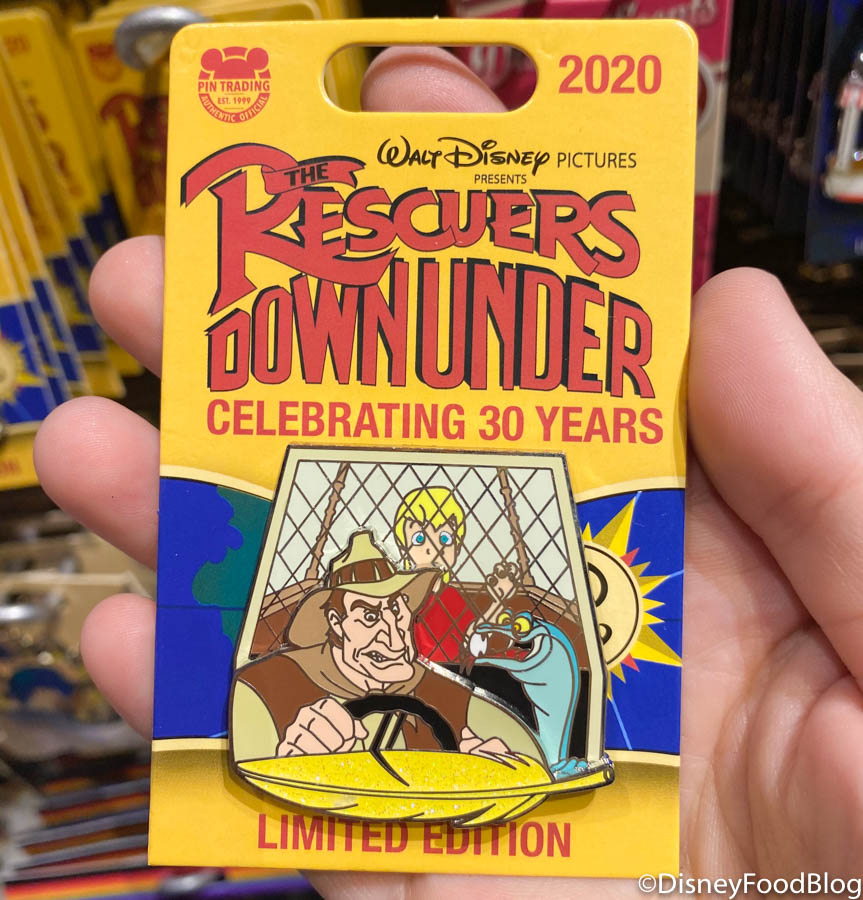 PIN TRADING
EST. 1999
AUTHENTIC OFFICIAL
2020
WALT DISNEY PICTURES
PRESENTS
THE
RESCUERS
DOWN UNDER
CELEBRATING 30 YEARS
LIMITED EDITION
©DisneyFoodBlog